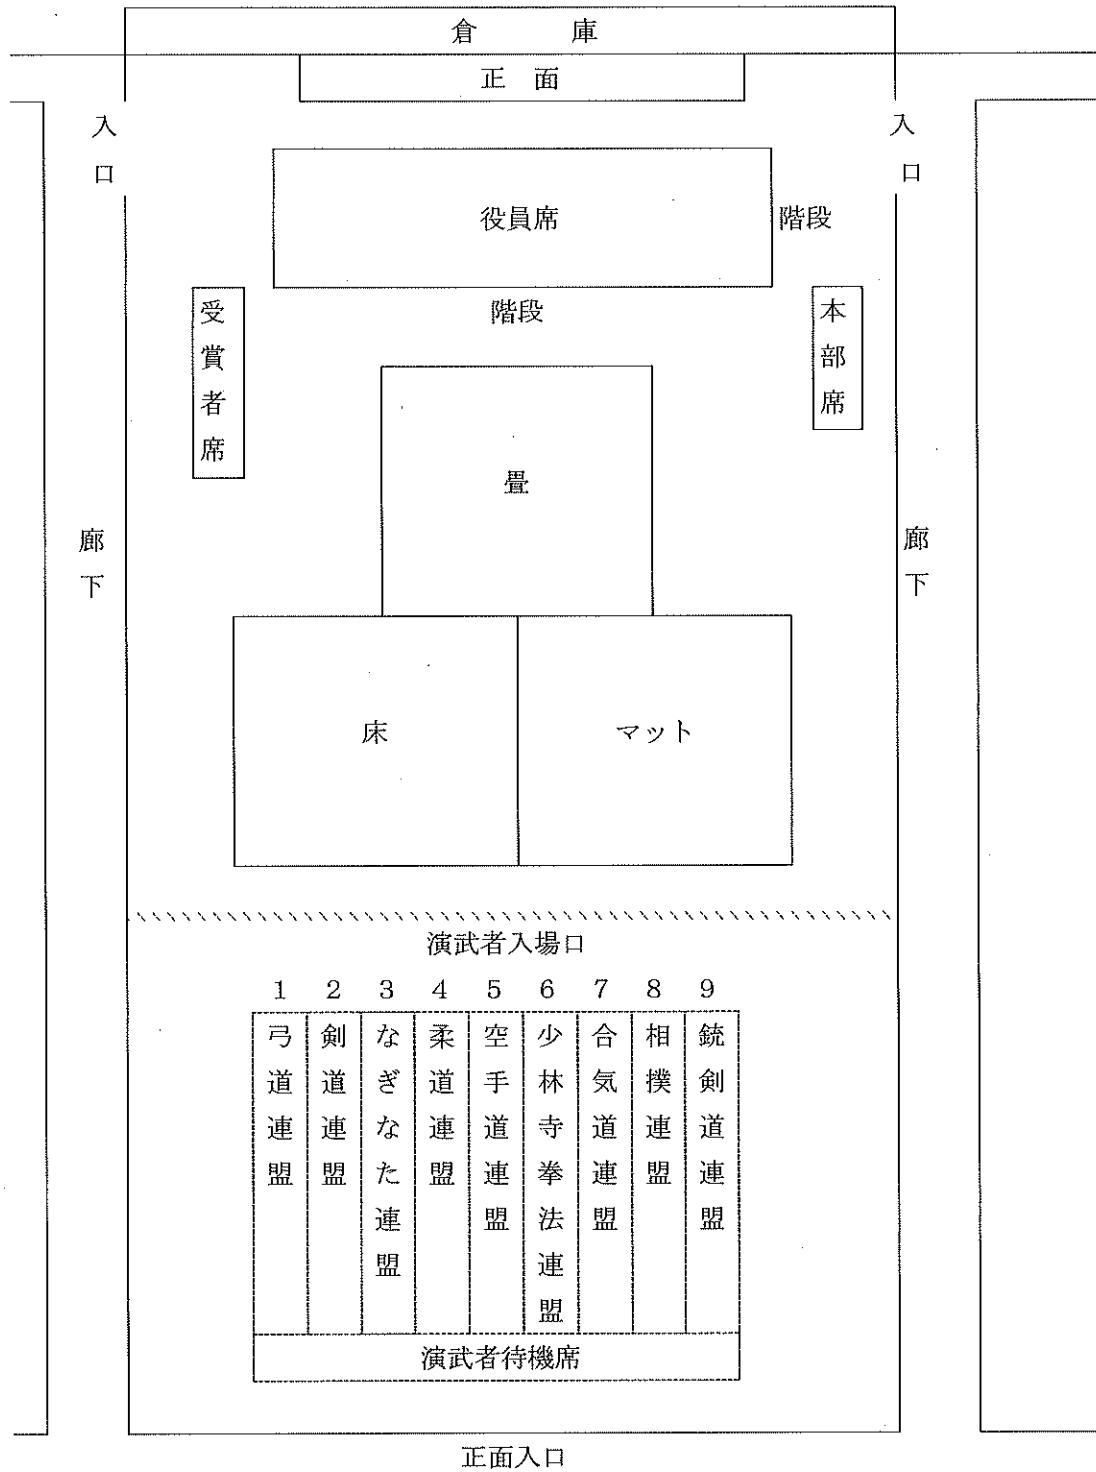 倉庫
正面
入口
入口
役員席
階段
受賞者席
階段
本部席
畳
廊下
廊下
床
マット
演武者入場口
1 2 3 4 5 6 7 8 9
弓道連盟
剣道連盟
なぎなた連盟
柔道連盟
空手道連盟
少林寺拳法連盟
合気道連盟
相撲連盟
銃剣道連盟
演武者待機席
正面入口